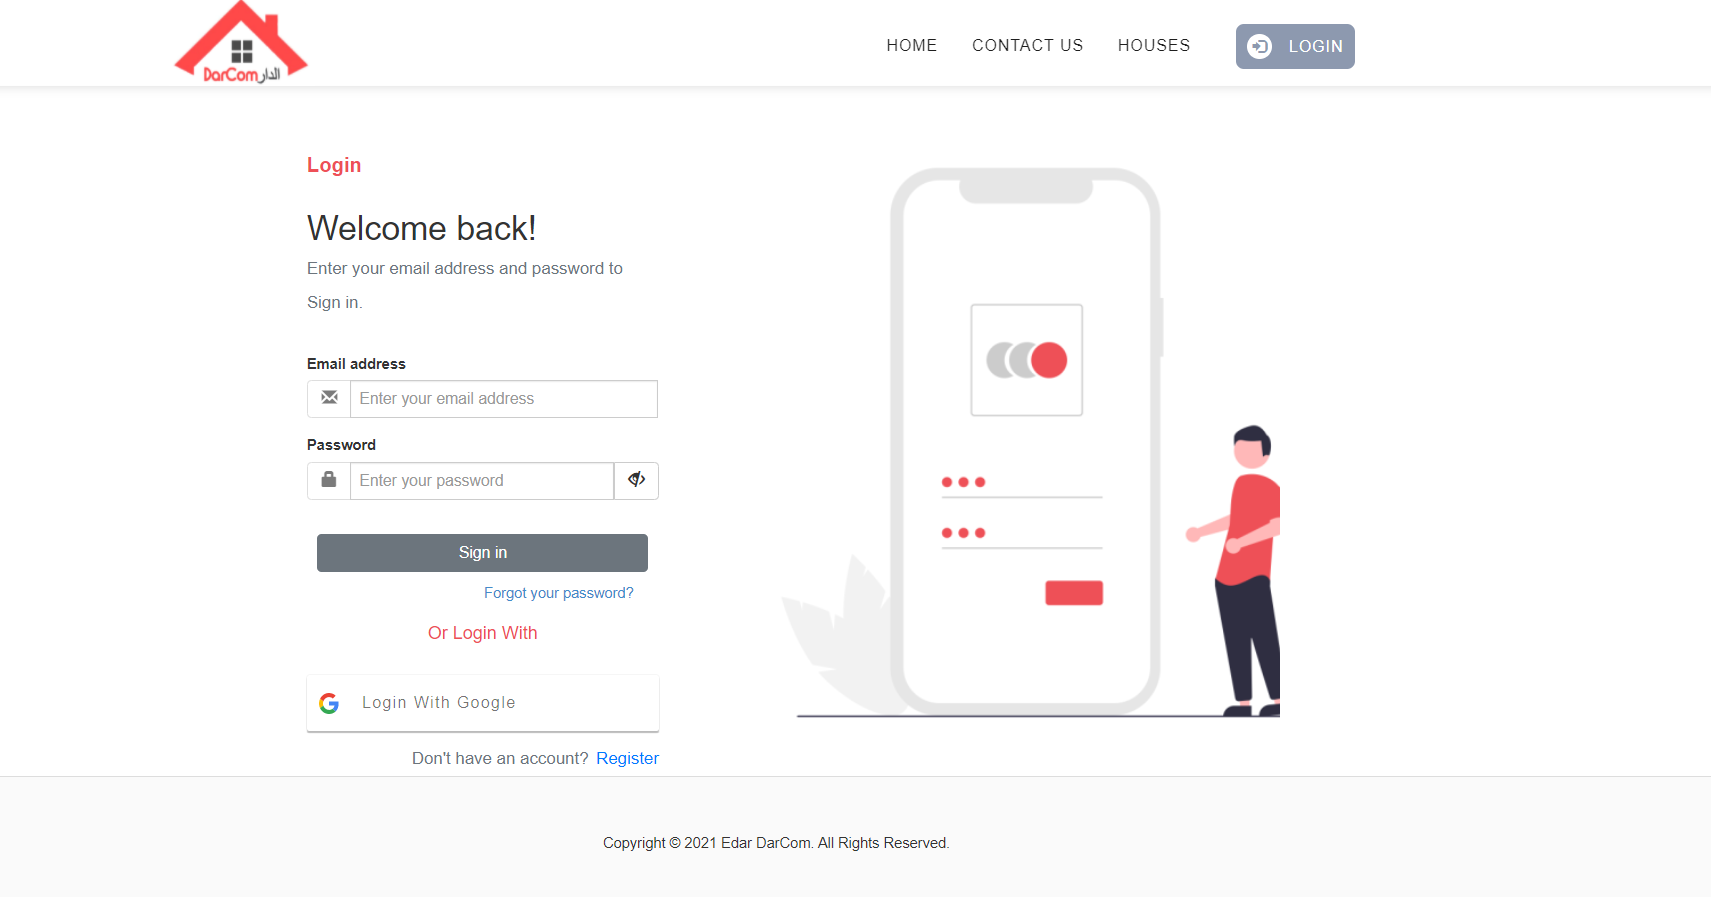 DarCom الدار
HOME
CONTACT US
HOUSES
LOGIN
Login
Welcome back!
Enter your email address and password to
Sign in.
Email address
Enter your email address
Password
Enter your password
Sign in
Forgot your password?
Or Login With
Login With Google
Don't have an account? Register
Copyright © 2021 Edar DarCom. All Rights Reserved.